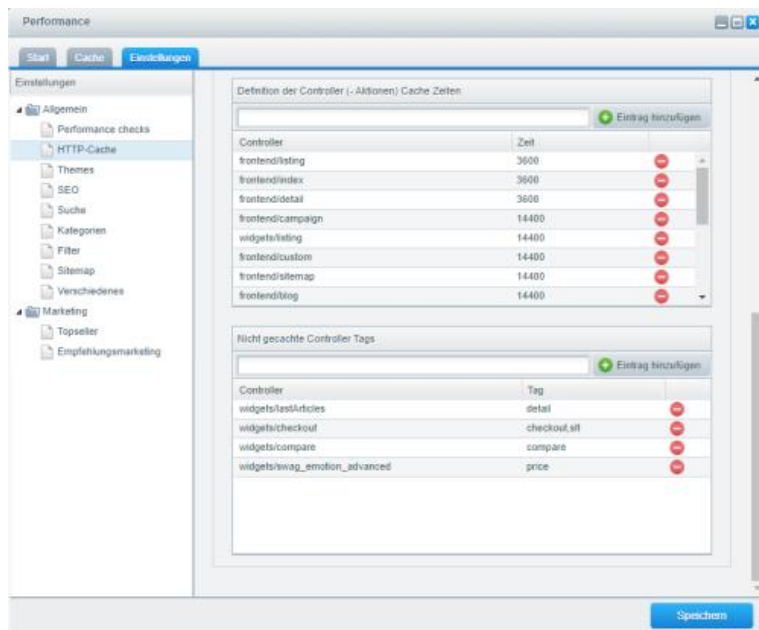 Performance
Start Cache Einstellungen
Einstellungen
Allgemein
Performance checks
HTTP-Cache
Themes
SEO
Suche
Kategorien
Filter
Sitemap
Verschiedenes
Marketing
Topseller
Empfehlungsmarketing
Definition der Controller (- Aktionen) Cache Zeiten
Eintrag hinzufügen
Controller Zeit
frontend/listing 3600
frontend/index 3600
frontend/detail 3600
frontend/campaign 14400
widgets/listing 14400
frontend/custom 14400
frontend/sitemap 14400
frontend/blog 14400
Nicht gecachte Controller Tags
Eintrag hinzufügen
Controller Tag
widgets/lastArticles detail
widgets/checkout checkout,slt
widgets/compare compare
widgets/swag_emotion_advanced price
Speichern